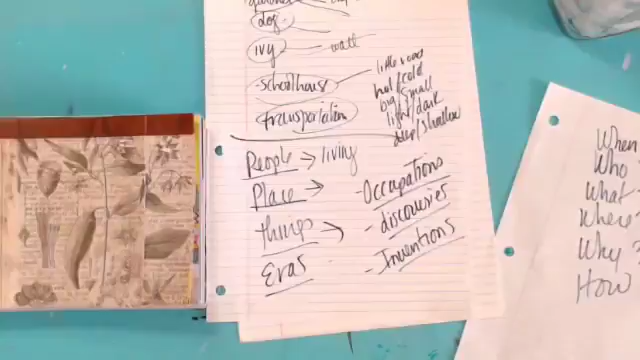 dog
ivy — wall
schoolhouse — little women
transportation
hot/cold
big/small
light/dark
deep/shallow
People → living
Place →
things →
Eras
- Occupations
- discoveries
- Inventions
When
Who
What
Where
Why?
How